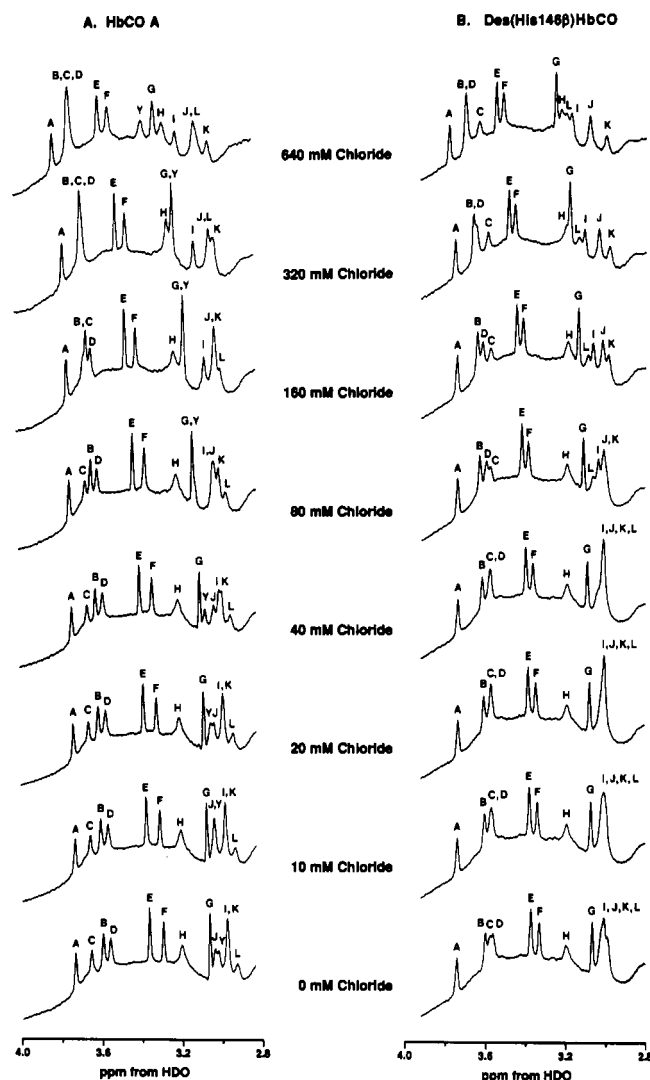 A. HbCO A
B. Des(His146β)HbCO
A B,C,D E F Y G H I J,L K
640 mM Chloride
A B,D C E F G H L I J K
A B,C,D E F H G,Y I J,L K
320 mM Chloride
A B,D C E F H G L I J K
A B,C D E F H G,Y I J,K L
160 mM Chloride
A B D C E F H G L I J K
A C B D E F H G,Y I,J K L
80 mM Chloride
A B D C E F H G L I J,K
A C B D E F H G Y J I K L
40 mM Chloride
A B C,D E F H G I,J,K,L
A C B D E F H G Y J I,K L
20 mM Chloride
A B C,D E F H G I,J,K,L
A C B D E F H G J,Y I,K L
10 mM Chloride
A B C,D E F H G I,J,K,L
A C B D E F H G J Y I,K L
0 mM Chloride
A B C D E F H G I,J,K,L
4.0 3.6 3.2 2.8
ppm from HDO
4.0 3.6 3.2 2.8
ppm from HDO